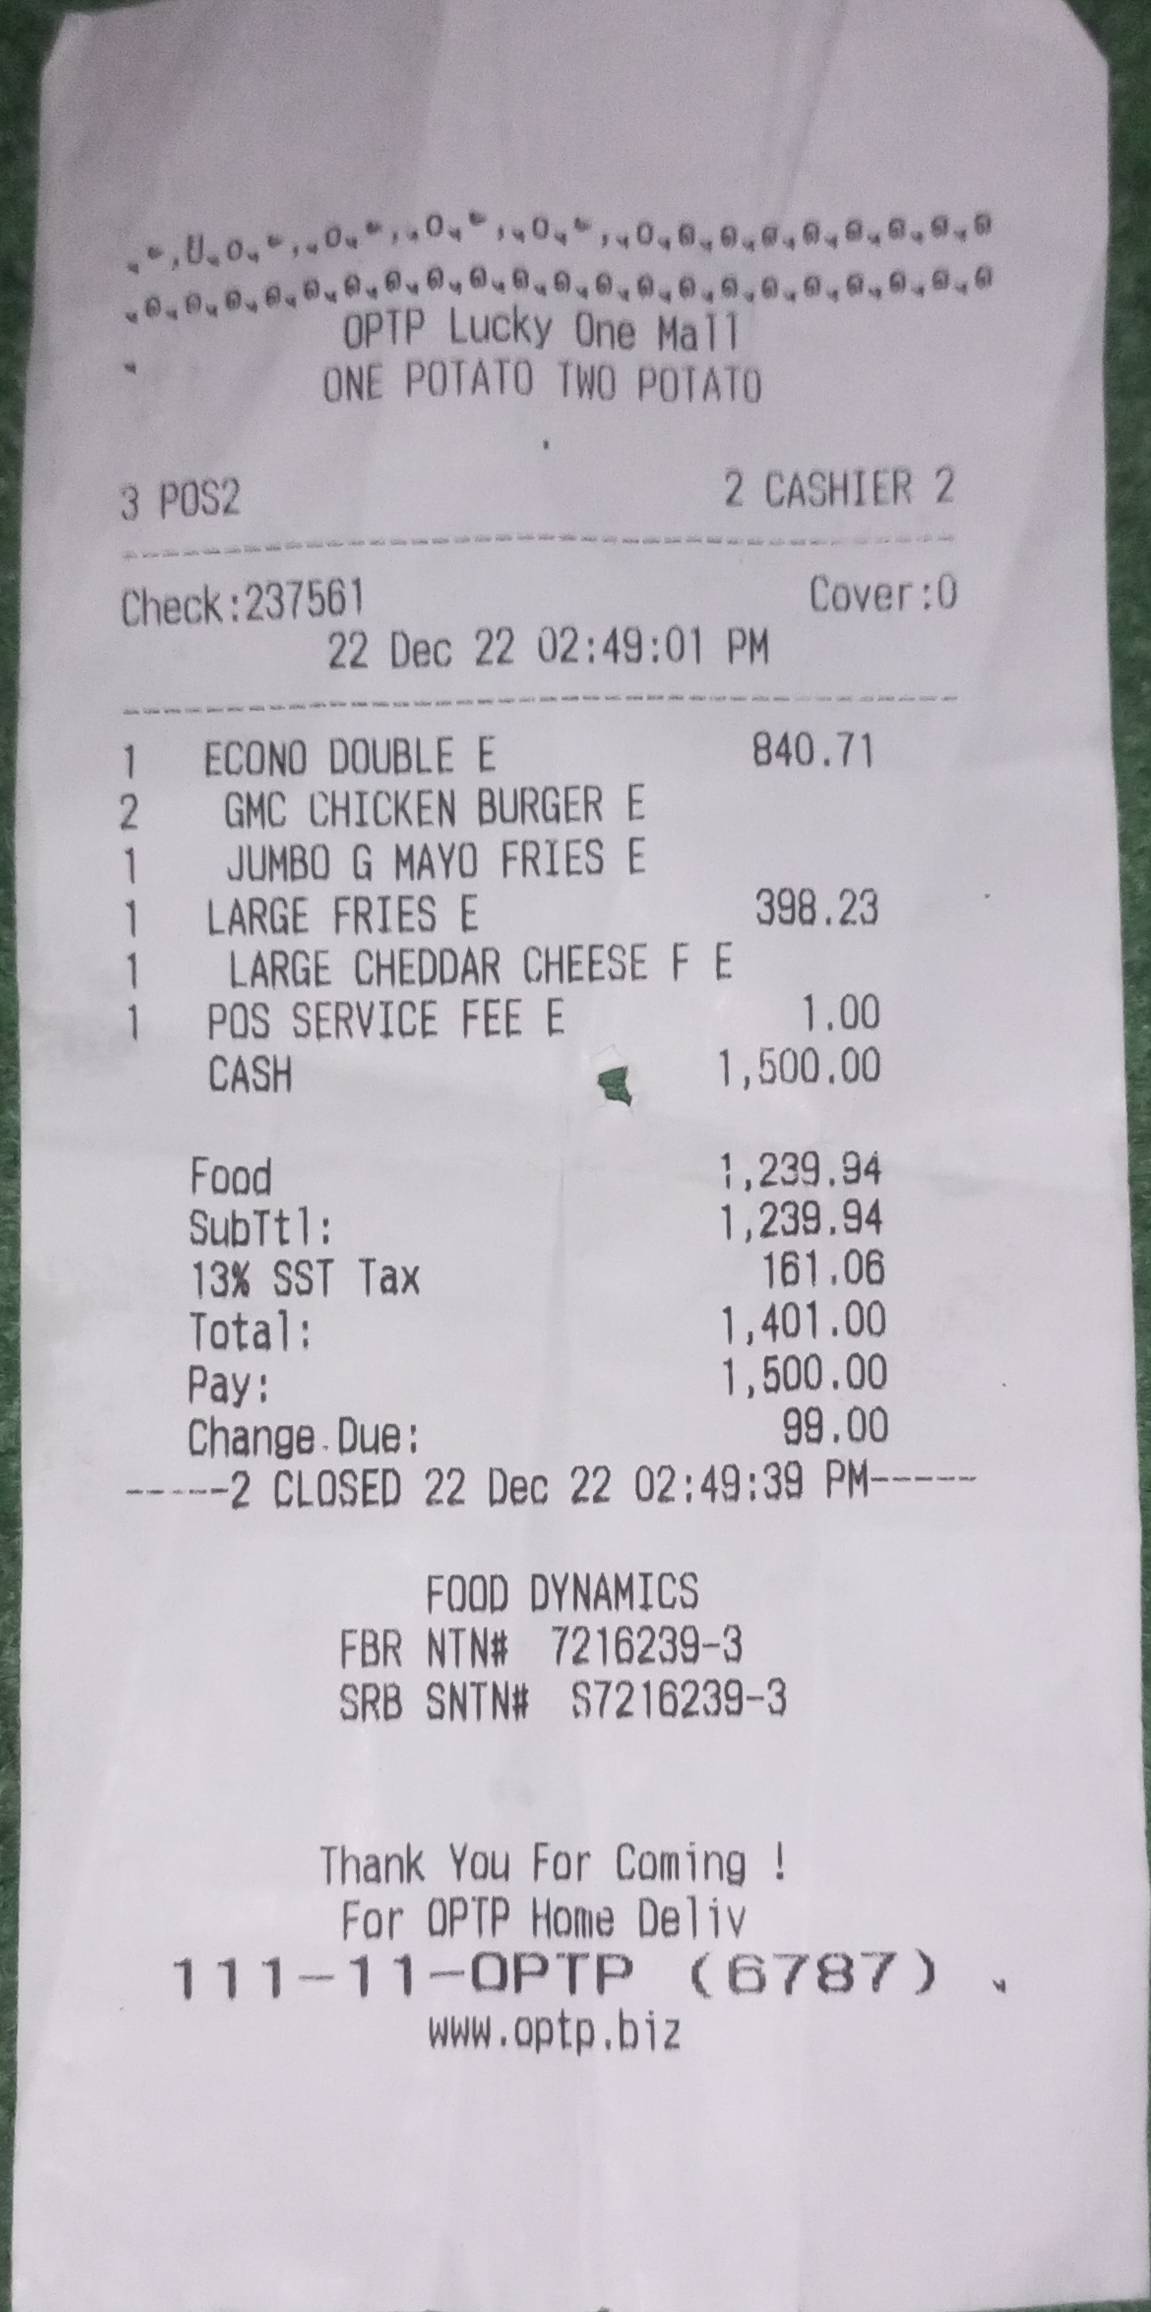 OPTP Lucky One Mall
ONE POTATO TWO POTATO
3 POS2 2 CASHIER 2
Check:237561 Cover:0
22 Dec 22 02:49:01 PM
1 ECONO DOUBLE E 840.71
2 GMC CHICKEN BURGER E
1 JUMBO G MAYO FRIES E
1 LARGE FRIES E 398.23
1 LARGE CHEDDAR CHEESE F E
1 POS SERVICE FEE E 1.00
CASH 1,500.00
Food 1,239.94
SubTtl: 1,239.94
13% SST Tax 161.06
Total: 1,401.00
Pay: 1,500.00
Change Due: 99.00
-----2 CLOSED 22 Dec 22 02:49:39 PM-----
FOOD DYNAMICS
FBR NTN# 7216239-3
SRB SNTN# S7216239-3
Thank You For Coming !
For OPTP Home Deliv
111-11-OPTP (6787)
www.optp.biz